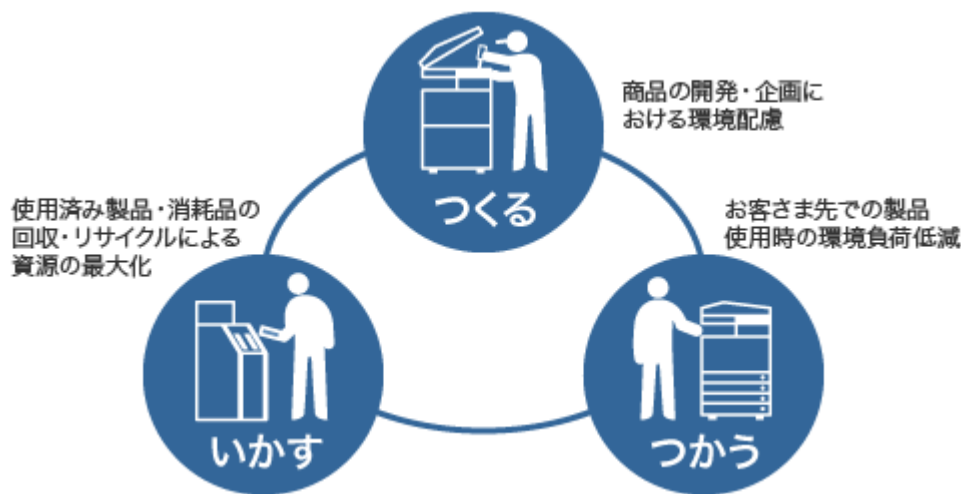 つくる
商品の開発・企画に
おける環境配慮
お客さま先での製品
使用時の環境負荷低減
つかう
使用済み製品・消耗品の
回収・リサイクルによる
資源の最大化
いかす